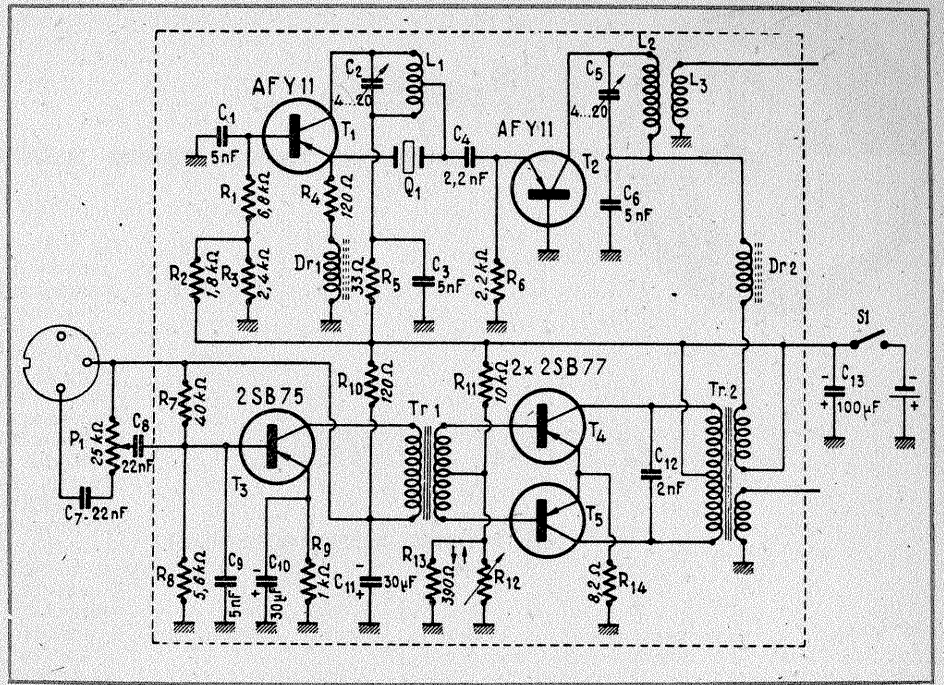 AFY11
C1
5nF
T1
C2
4...20
L1
Q1
C4
2,2nF
AFY11
T2
C5
4...20
L2
L3
C6
5nF
R1
6,8kΩ
R4
120Ω
R2
1,8kΩ
R3
2,4kΩ
Dr1
33Ω
R5
C3
5nF
R6
2,2kΩ
Dr2
S1
C13
-
+
100µF
-
+
P1
25kΩ
C8
22nF
C7-22nF
R7
40kΩ
2SB75
T3
R10
120Ω
Tr1
R11
10kΩ
2x 2SB77
T4
T5
C12
2nF
Tr.2
R8
5,6kΩ
C9
5nF
C10
-
+
30µF
R9
1kΩ
C11
-
+
30µF
R13
390Ω
R12
8,2Ω
R14